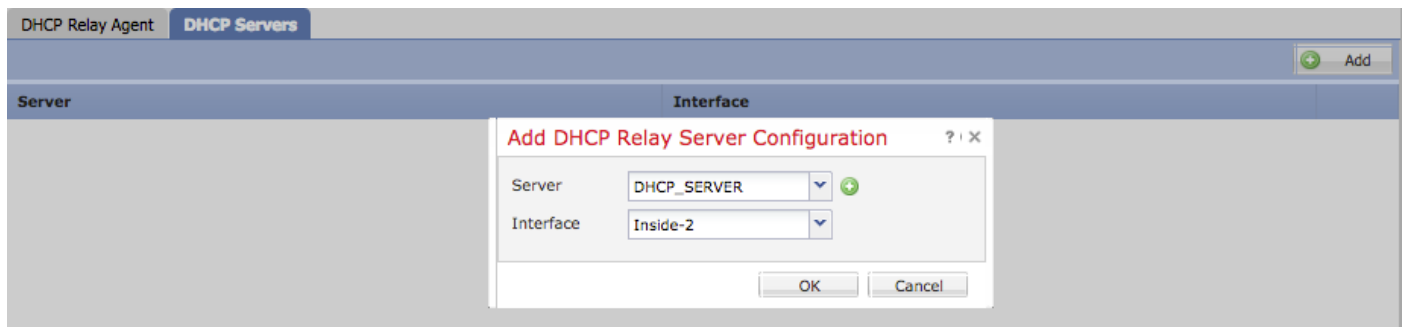 DHCP Relay Agent DHCP Servers
Add
Server Interface
Add DHCP Relay Server Configuration ?
Server DHCP_SERVER
Interface Inside-2
OK Cancel